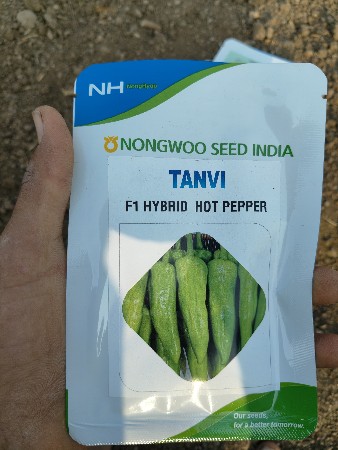 NH
NONGWOO SEED INDIA
TANVI
F1 HYBRID HOT PEPPER
Our seeds,
for a better tomorrow.